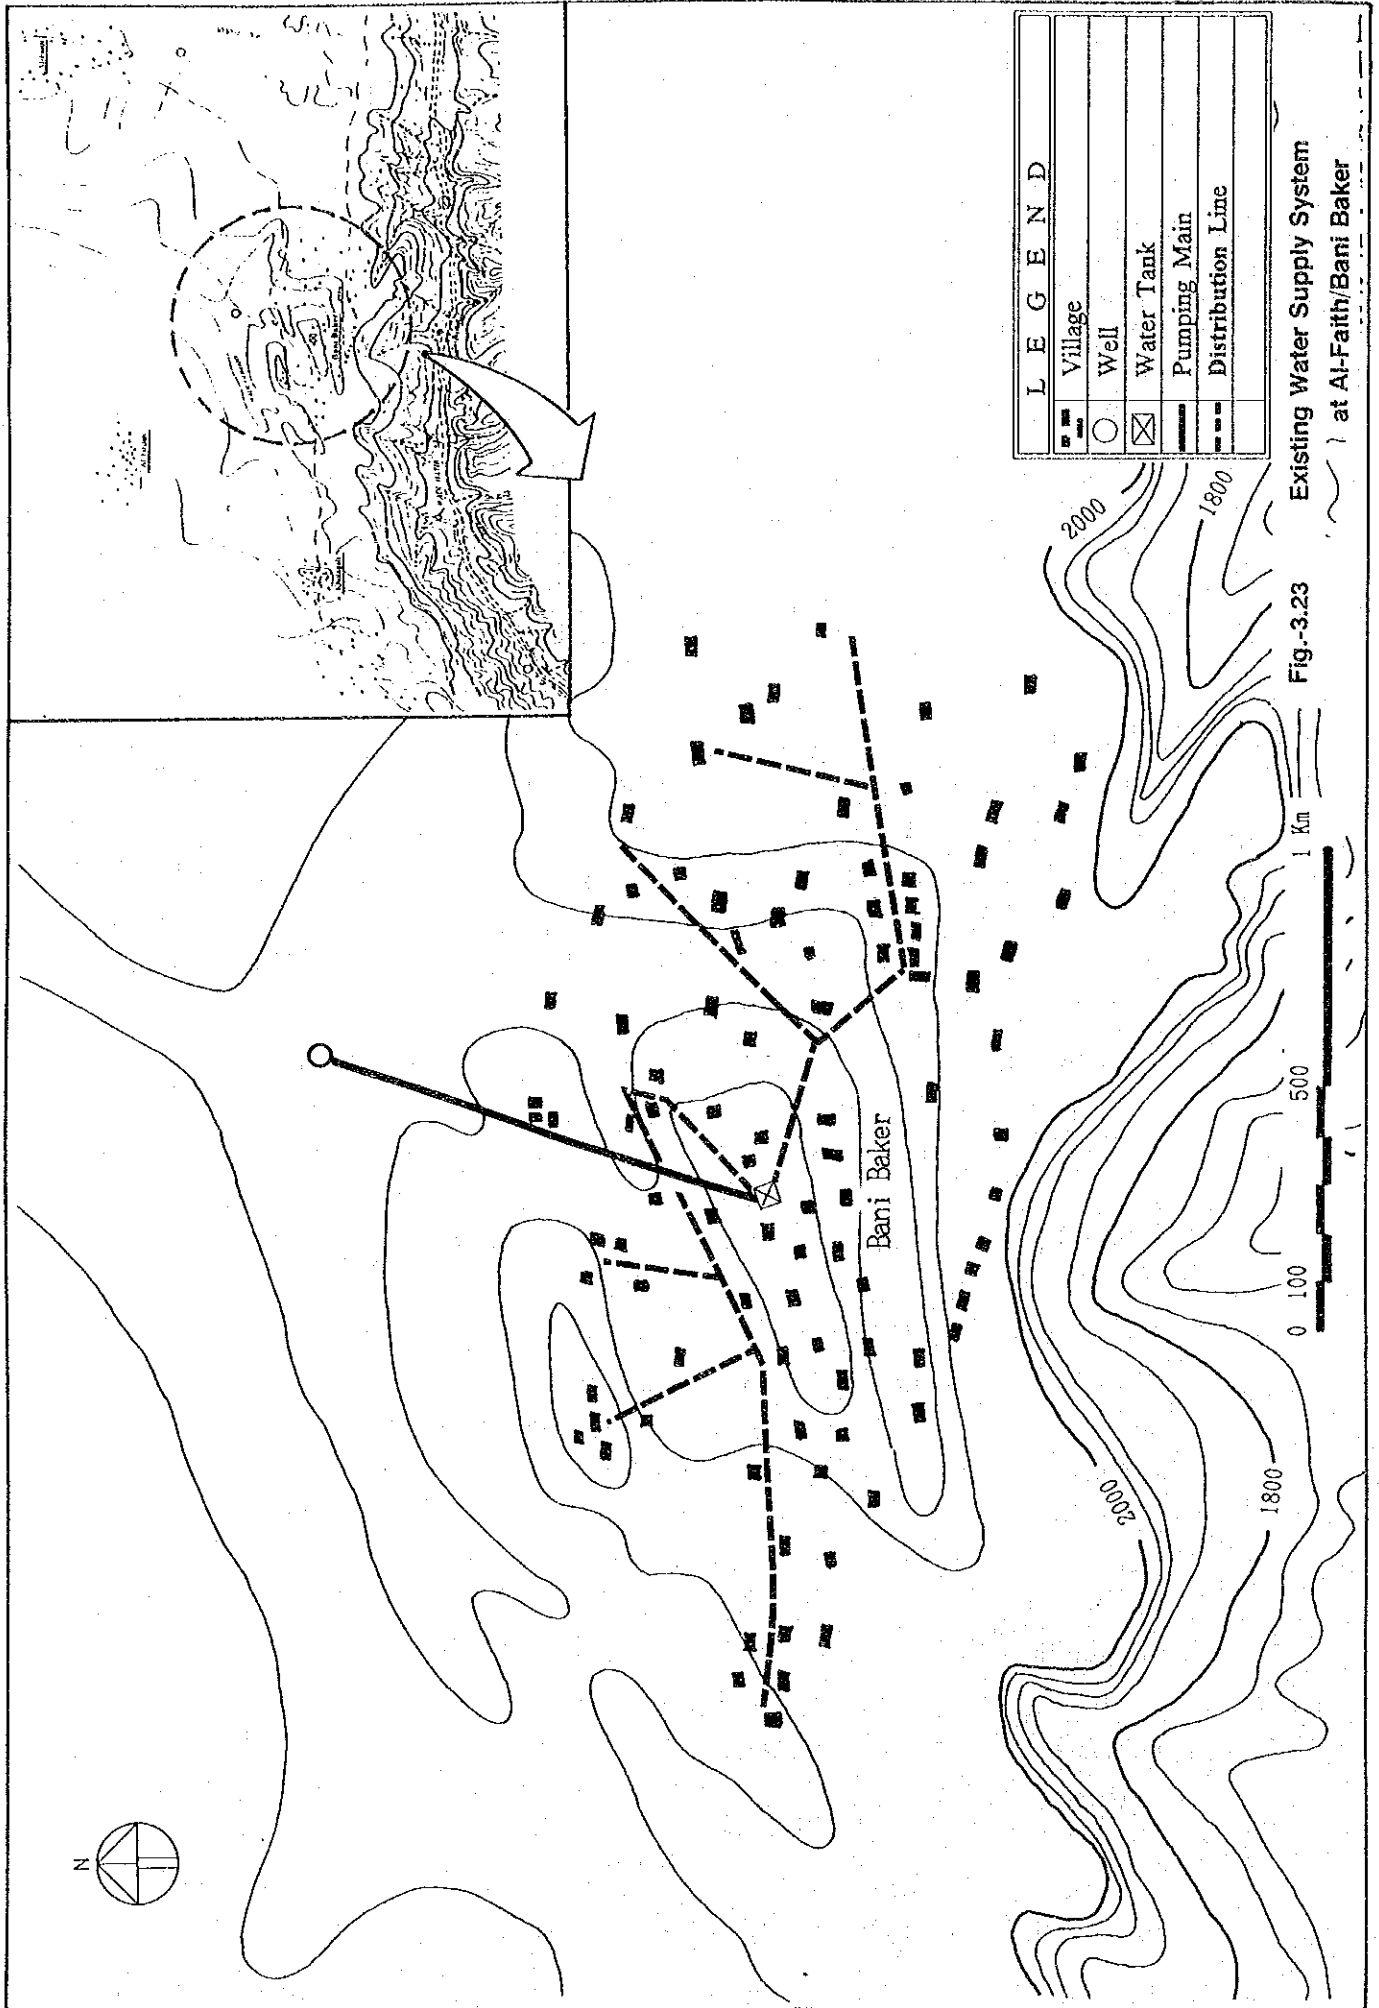 LEGEND
Village
Well
Water Tank
Pumping Main
Distribution Line
N
Bani Baker
2000
1800
2000
1800
0 100 500 1 Km
Fig.-3.23 Existing Water Supply System
at Al-Faith/Bani Baker